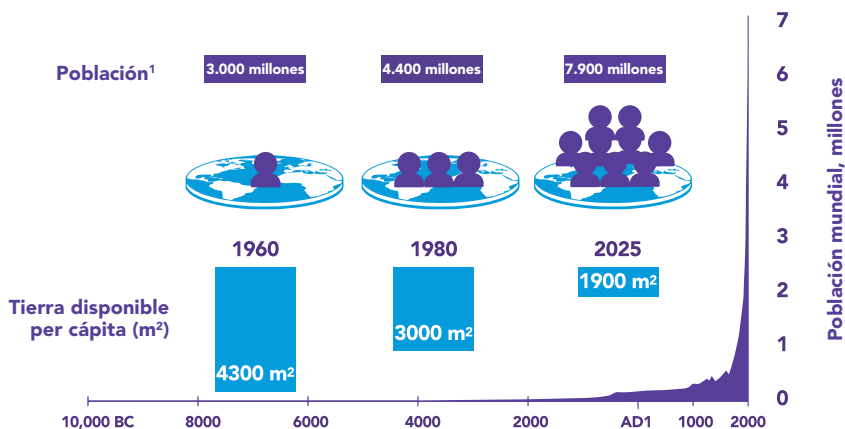 Población¹
3.000 millones
4.400 millones
7.900 millones
1960
1980
2025
Tierra disponible
per cápita (m²)
4300 m²
3000 m²
1900 m²
7
6
5
4
3
2
1
0
Población mundial, millones
10,000 BC
8000
6000
4000
2000
AD1
1000
2000